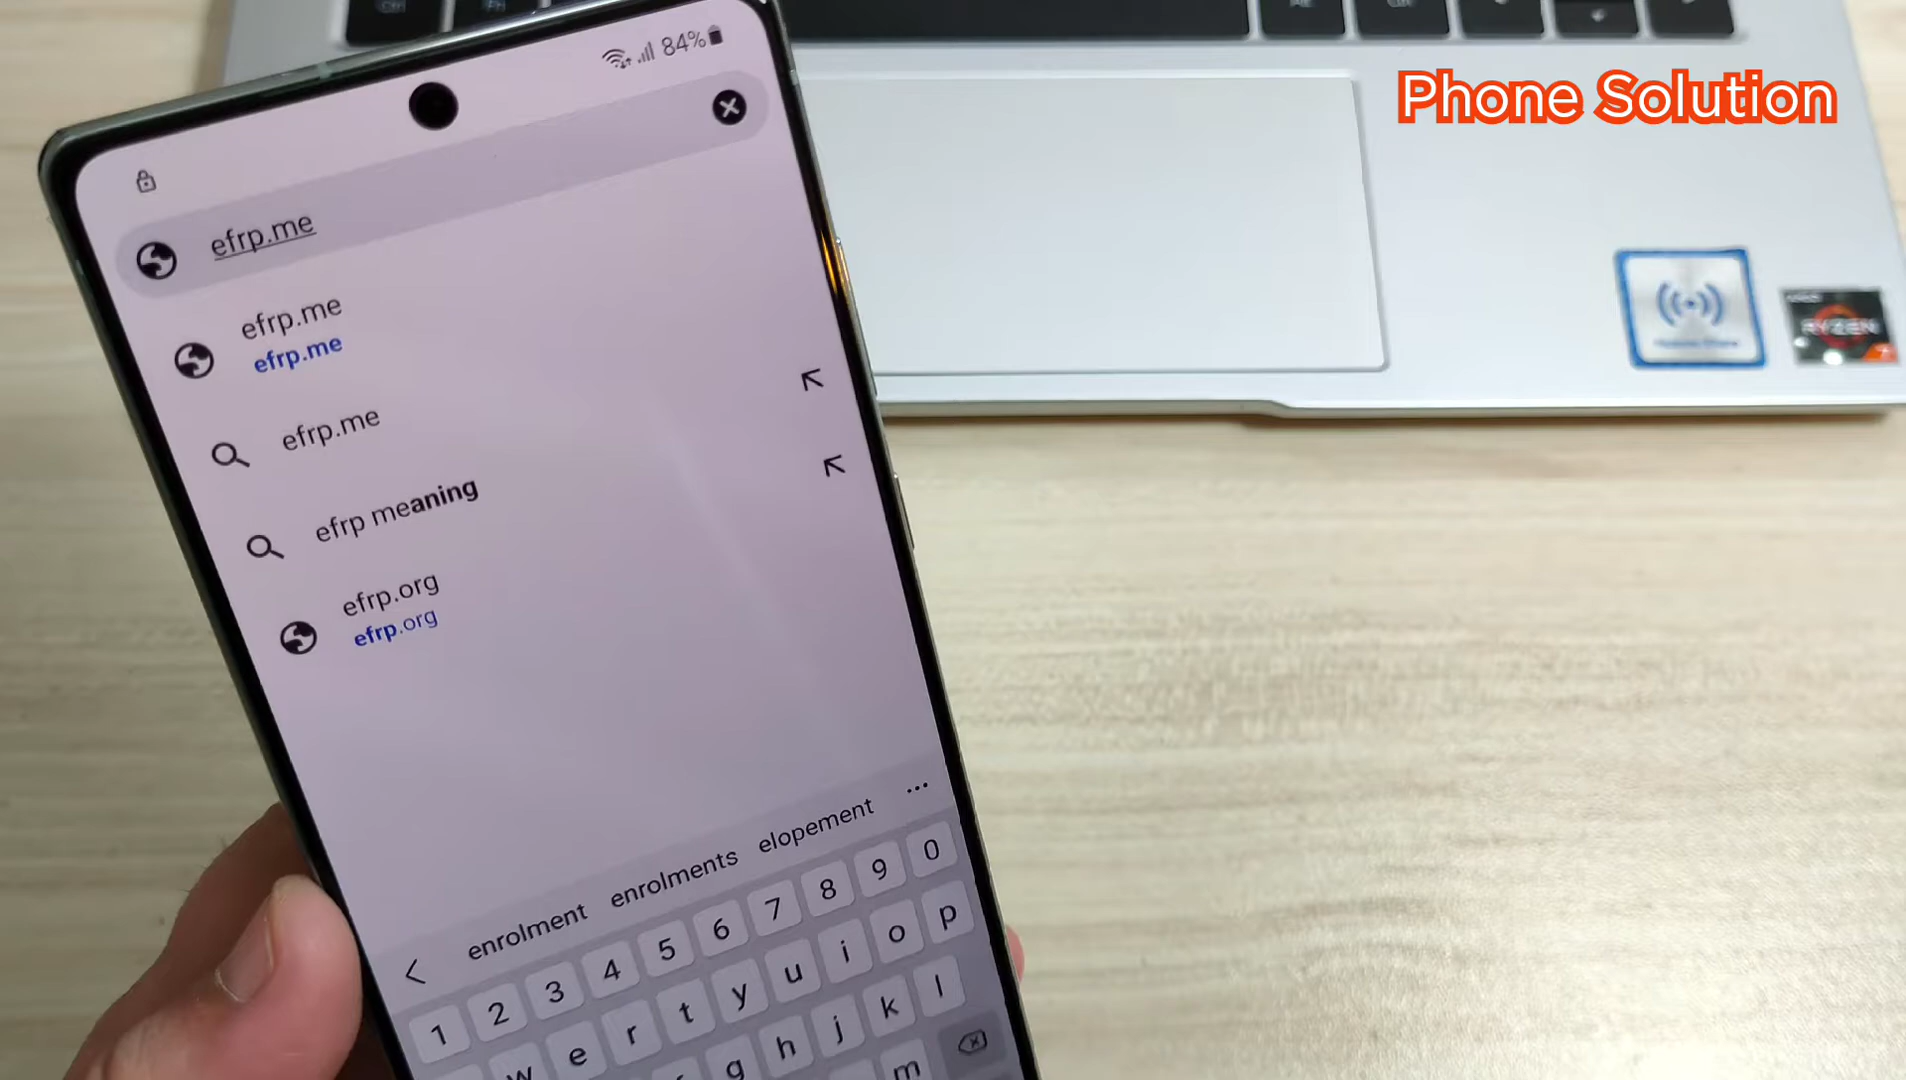 Phone Solution
84%
efrp.me
efrp.me
efrp.me
efrp.me
efrp meaning
efrp.org
efrp.org
enrolment enrolments elopement
1 2 3 4 5 6 7 8 9 0
w e r t y u i o p
g h j k l
m
RYZEN